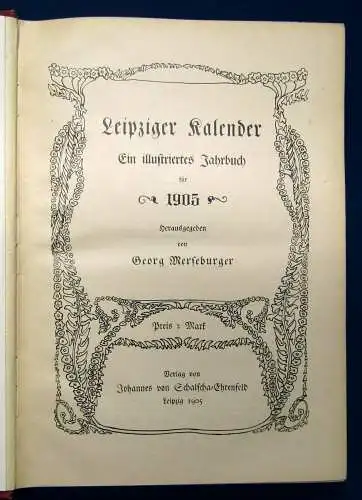 Leipziger Kalender
Ein illustriertes Jahrbuch
für
1905
Herausgegeben
von
Georg Merseburger
Preis 2 Mark
Verlag von
Johannes von Schalscha-Ehrenfeld
Leipzig 1905